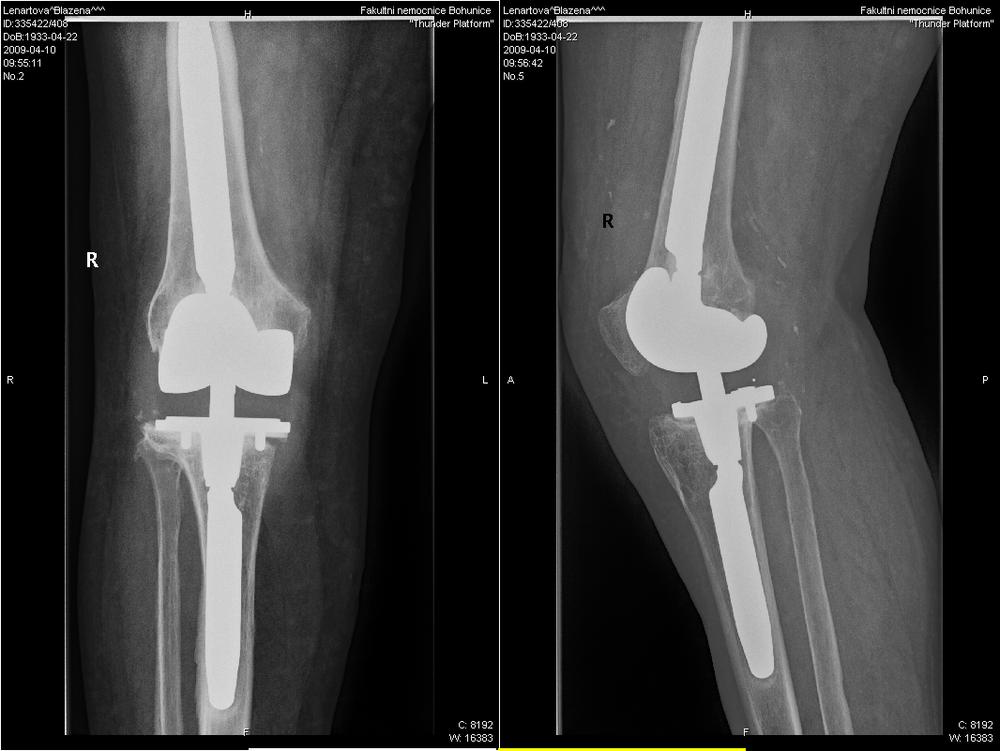 Lenartova^Blazena^^^
Fakultni nemocnice Bohunice
ID:335422/408
"Thunder Platform"
DoB:1933-04-22
2009-04-10
09:55:11
No.2
H
R
R
L
F
C: 8192
W: 16383
Lenartova^Blazena^^^
Fakultni nemocnice Bohunice
ID:335422/408
"Thunder Platform"
DoB:1933-04-22
2009-04-10
09:56:42
No.5
H
R
A
P
F
C: 8192
W: 16383